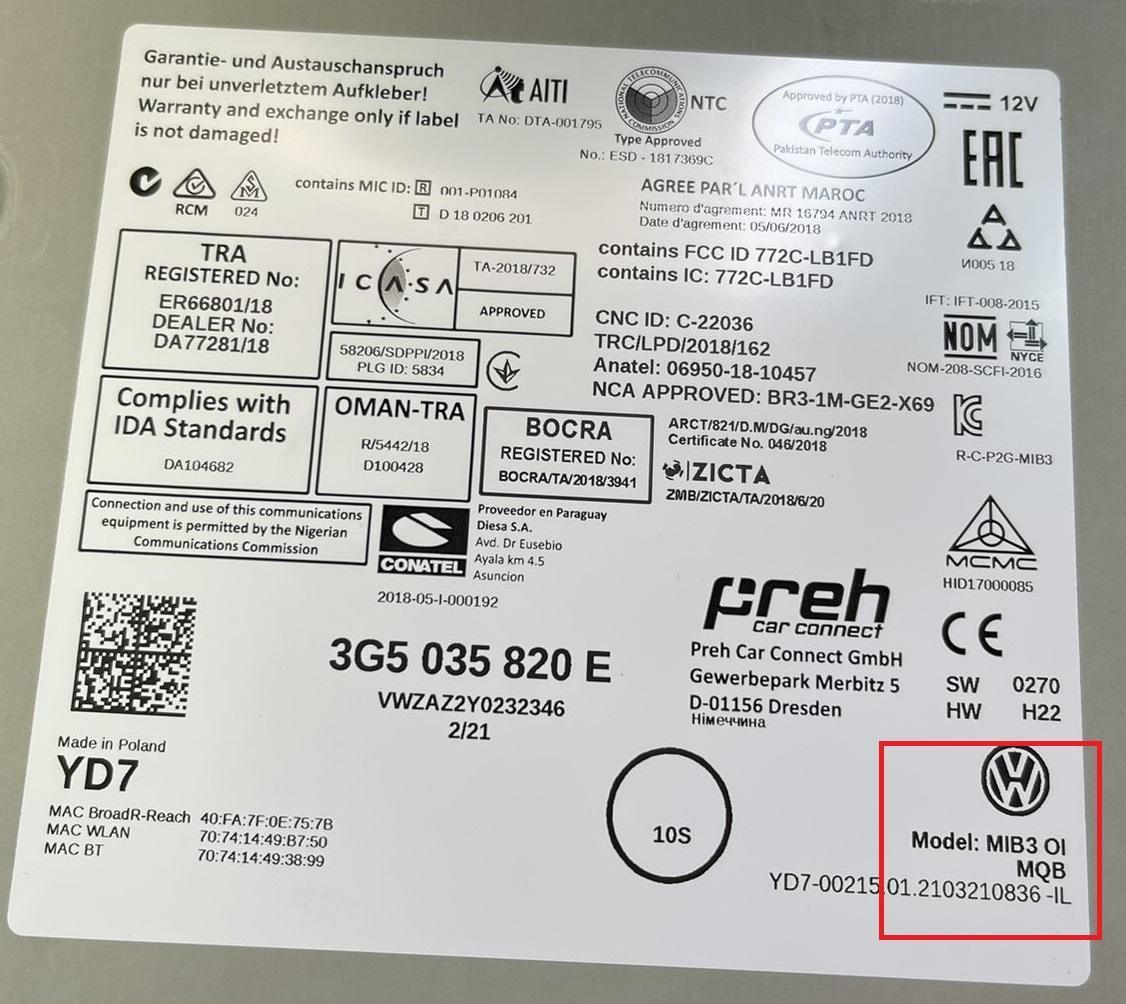 Garantie- und Austauschanspruch
nur bei unverletztem Aufkleber!
Warranty and exchange only if label
is not damaged!
AITI
TA No: DTA-001795
NATIONAL TELECOMMUNICATIONS COMMISSION
NTC
Type Approved
No.: ESD - 1817369C
Approved by PTA (2018)
PTA
Pakistan Telecom Authority
12V
EAC
RCM
024
contains MIC ID: R 001-P01084
T D 18 0206 201
AGREE PAR´L ANRT MAROC
Numero d'agrement: MR 16794 ANRT 2018
Date d'agrement: 05/06/2018
И005 18
TRA
REGISTERED No:
ER66801/18
DEALER No:
DA77281/18
ICASA
TA-2018/732
APPROVED
contains FCC ID 772C-LB1FD
contains IC: 772C-LB1FD
IFT: IFT-008-2015
NOM
NYCE
NOM-208-SCFI-2016
58206/SDPPI/2018
PLG ID: 5834
CNC ID: C-22036
TRC/LPD/2018/162
Anatel: 06950-18-10457
NCA APPROVED: BR3-1M-GE2-X69
Complies with
IDA Standards
DA104682
OMAN-TRA
R/5442/18
D100428
BOCRA
REGISTERED No:
BOCRA/TA/2018/3941
ARCT/821/D.M/DG/au.ng/2018
Certificate No. 046/2018
ZICTA
ZMB/ZICTA/TA/2018/6/20
R-C-P2G-MIB3
Connection and use of this communications
equipment is permitted by the Nigerian
Communications Commission
CONATEL
2018-05-I-000192
Proveedor en Paraguay
Diesa S.A.
Avd. Dr Eusebio
Ayala km 4.5
Asuncion
MCMC
HID17000085
3G5 035 820 E
VWZAZ2Y0232346
2/21
preh
car connect
Preh Car Connect GmbH
Gewerbepark Merbitz 5
D-01156 Dresden
Німеччина
CE
SW 0270
HW H22
Made in Poland
YD7
MAC BroadR-Reach 40:FA:7F:0E:75:7B
MAC WLAN 70:74:14:49:B7:50
MAC BT 70:74:14:49:38:99
10S
Model: MIB3 OI
MQB
YD7-00215.01.2103210836 -IL